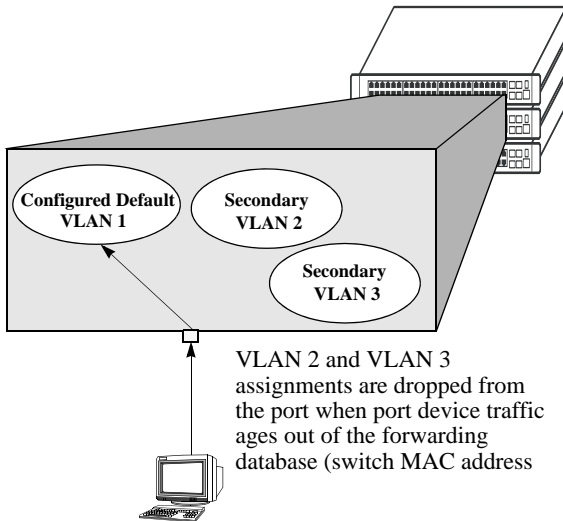 Configured Default
VLAN 1
Secondary
VLAN 2
Secondary
VLAN 3
VLAN 2 and VLAN 3
assignments are dropped from
the port when port device traffic
ages out of the forwarding
database (switch MAC address